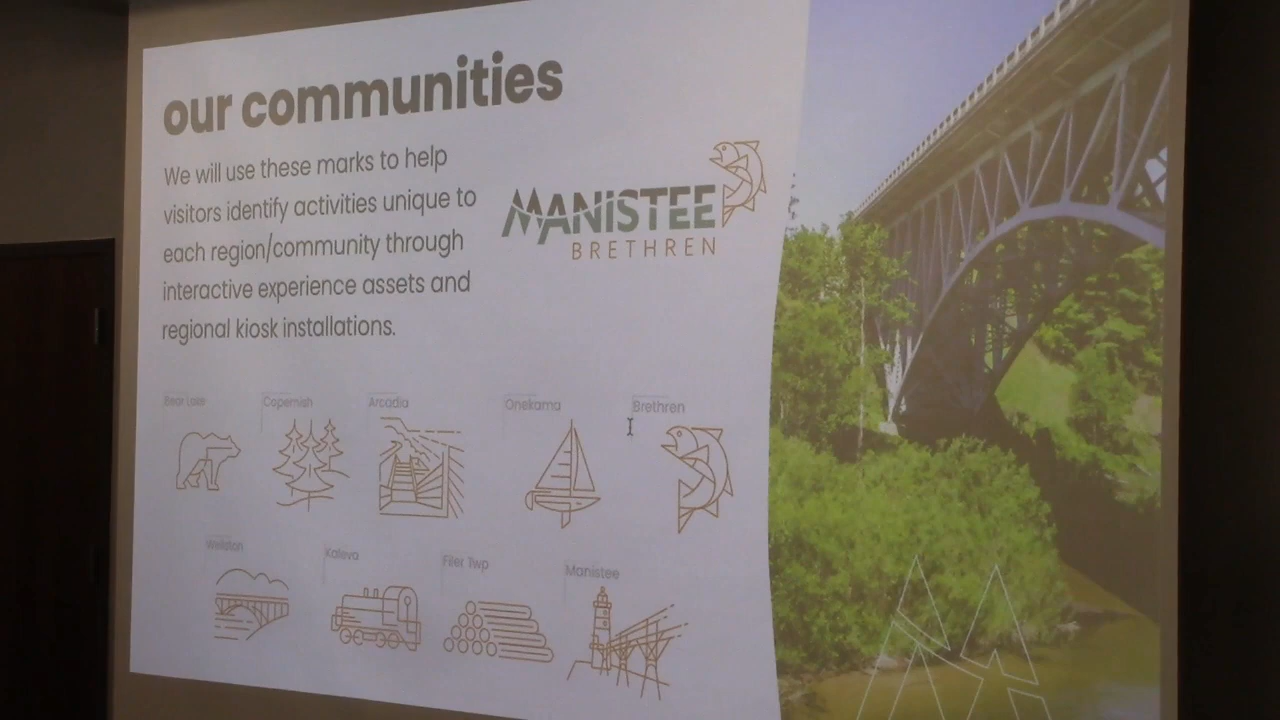 our communities
We will use these marks to help
visitors identify activities unique to
each region/community through
interactive experience assets and
regional kiosk installations.
MANiSTEE
BRETHREN
Bear Lake
Copemish
Arcadia
Onekama
Brethren
Wellston
Kaleva
Filer Twp
Manistee